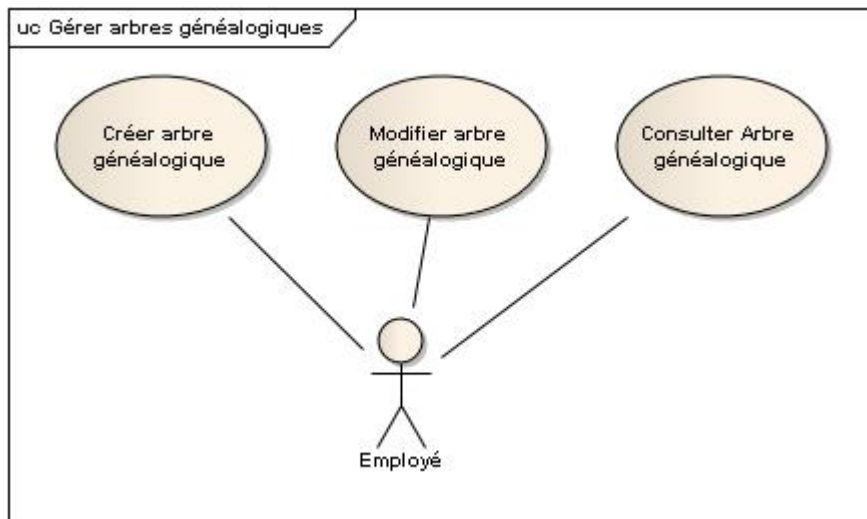 uc Gérer arbres généalogiques
Créer arbre
généalogique
Modifier arbre
généalogique
Consulter Arbre
généalogique
Employé